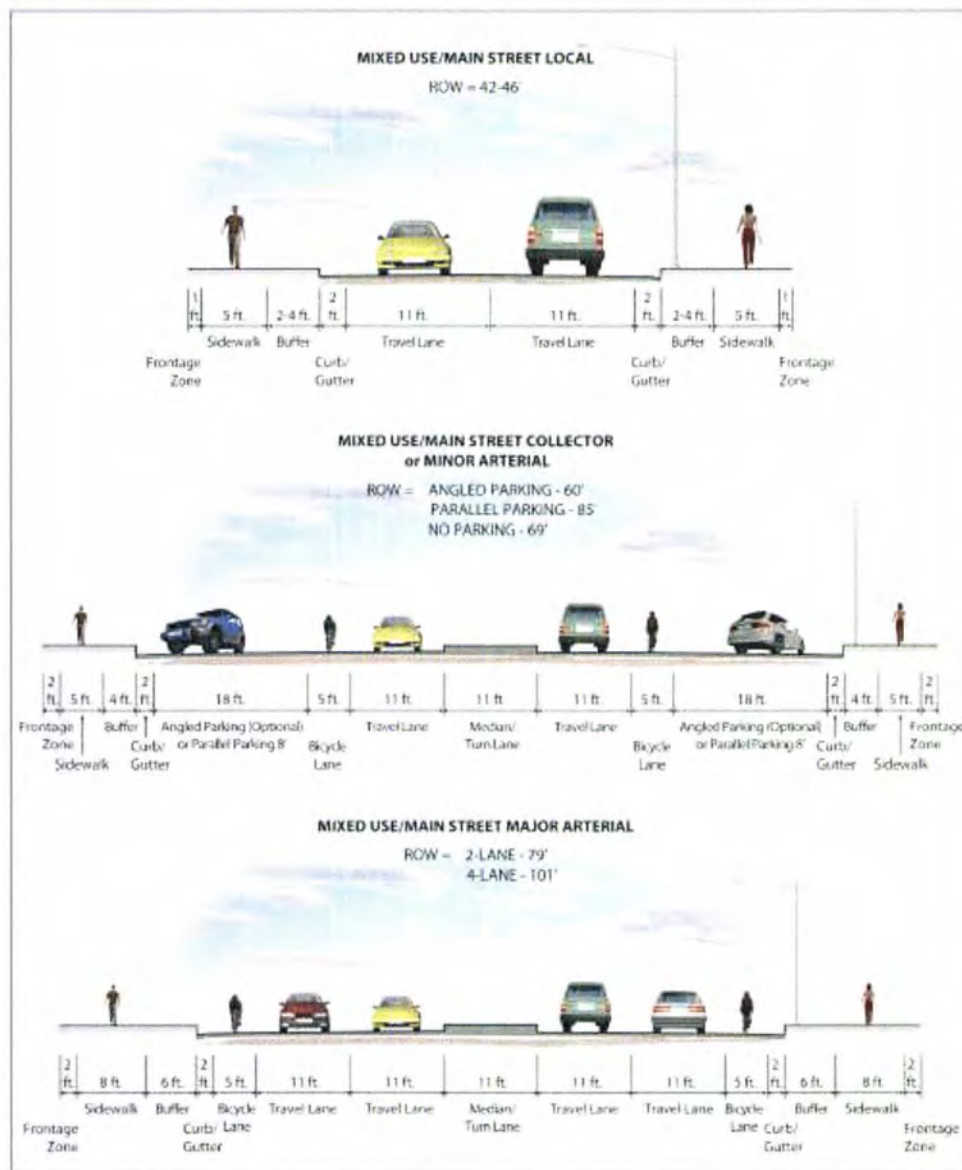 MIXED USE/MAIN STREET LOCAL
ROW = 42-46'
1 ft. 5 ft. 2-4 ft. 2 ft. 11 ft. 11 ft. 2 ft. 2-4 ft. 5 ft. 1 ft.
Sidewalk Buffer Travel Lane Travel Lane Buffer Sidewalk
Frontage Zone Curb/ Gutter Curb/ Gutter Frontage Zone
MIXED USE/MAIN STREET COLLECTOR
or MINOR ARTERIAL
ROW = ANGLED PARKING - 60'
PARALLEL PARKING - 85'
NO PARKING - 69'
2 ft. 5 ft. 4 ft. 2 ft. 18 ft. 5 ft. 11 ft. 11 ft. 11 ft. 5 ft. 18 ft. 2 ft. 4 ft. 5 ft. 2 ft.
Frontage Zone Buffer Angled Parking (Optional) or Parallel Parking 8' Travel Lane Median/ Turn Lane Travel Lane Angled Parking (Optional) or Parallel Parking 8' Buffer Frontage Zone
Sidewalk Curb/ Gutter Bicycle Lane Bicycle Lane Curb/ Gutter Sidewalk
MIXED USE/MAIN STREET MAJOR ARTERIAL
ROW = 2-LANE - 79'
4-LANE - 101'
2 ft. 8 ft. 6 ft. 2 ft. 5 ft. 11 ft. 11 ft. 11 ft. 11 ft. 11 ft. 5 ft. 2 ft. 6 ft. 8 ft. 2 ft.
Sidewalk Buffer Bicycle Lane Travel Lane Travel Lane Median/ Turn Lane Travel Lane Travel Lane Bicycle Lane Buffer Sidewalk
Frontage Zone Curb/ Gutter Curb/ Gutter Frontage Zone